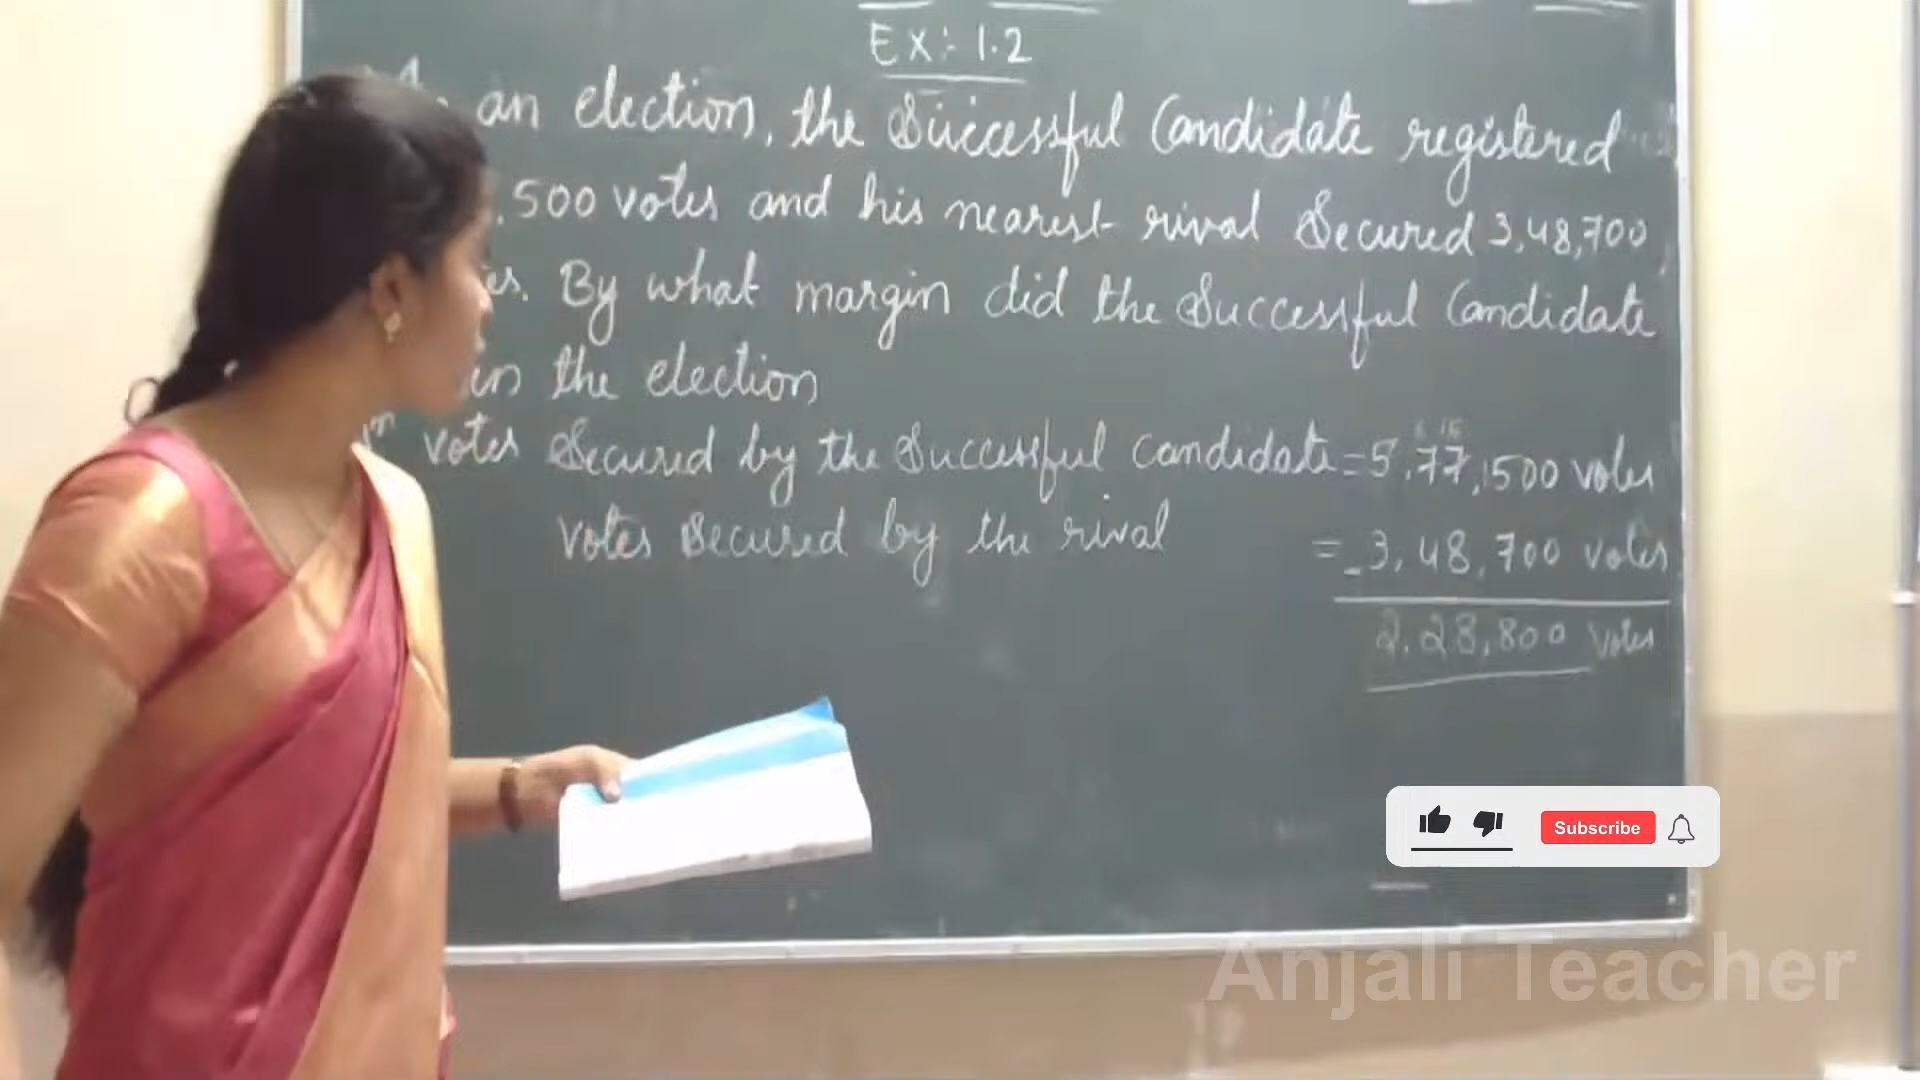 Ex:- 1.2
an election, the Successful Candidate registered
,500 votes and his nearest rival Secured 3,48,700
es. By what margin did the Successful Candidate
in the election
votes Secured by the Successful candidate = 5,77,1500 votes
votes secured by the rival = - 3,48,700 votes
2,28,800 votes
Subscribe
Anjali Teacher